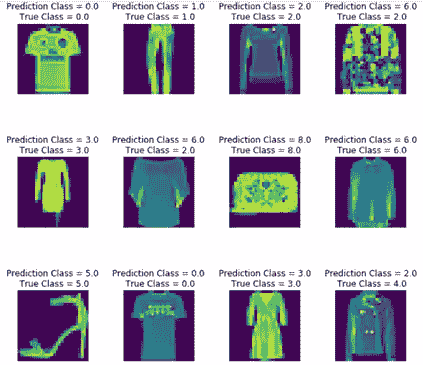 Prediction Class = 0.0
True Class = 0.0
Prediction Class = 1.0
True Class = 1.0
Prediction Class = 2.0
True Class = 2.0
Prediction Class = 6.0
True Class = 2.0
Prediction Class = 3.0
True Class = 3.0
Prediction Class = 6.0
True Class = 2.0
Prediction Class = 8.0
True Class = 8.0
Prediction Class = 6.0
True Class = 6.0
Prediction Class = 5.0
True Class = 5.0
Prediction Class = 0.0
True Class = 0.0
Prediction Class = 3.0
True Class = 3.0
Prediction Class = 2.0
True Class = 4.0